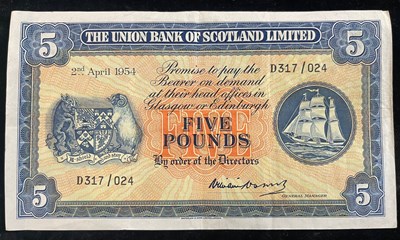 5 THE UNION BANK OF SCOTLAND LIMITED 5
2nd April 1954
Promise to pay the D317/024
Bearer on demand
at their head offices in
Glasgow or Edinburgh
FIVE
FIVE
POUNDS
By order of the Directors
D317/024
GENERAL MANAGER
5 5